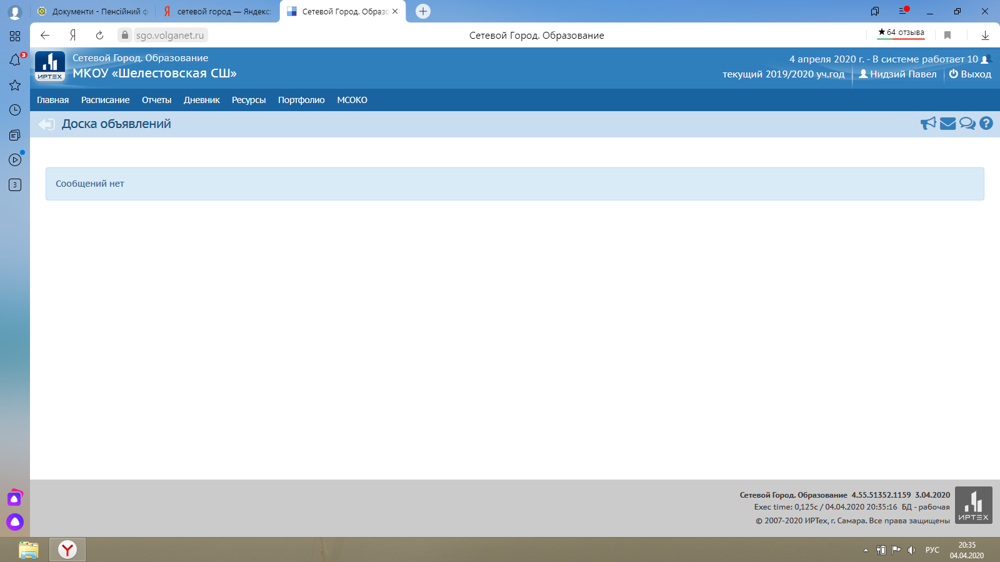 Документи - Пенсійний ф
сетевой город — Яндекс:
Сетевой Город. Образо
sgo.volganet.ru
Сетевой Город. Образование
★64 отзыва
3
3
Сетевой Город. Образование
МКОУ «Шелестовская СШ»
4 апреля 2020 г. - В системе работает 10
текущий 2019/2020 уч.год
Нидзий Павел
Выход
ИРТЕХ
Главная Расписание Отчеты Дневник Ресурсы Портфолио МСОКО
Доска объявлений
Сообщений нет
Сетевой Город. Образование 4.55.51352.1159 3.04.2020
Exec time: 0,125с / 04.04.2020 20:35:16 БД - рабочая
© 2007-2020 ИРТех, г. Самара. Все права защищены
ИРТЕХ
РУС
20:35
04.04.2020